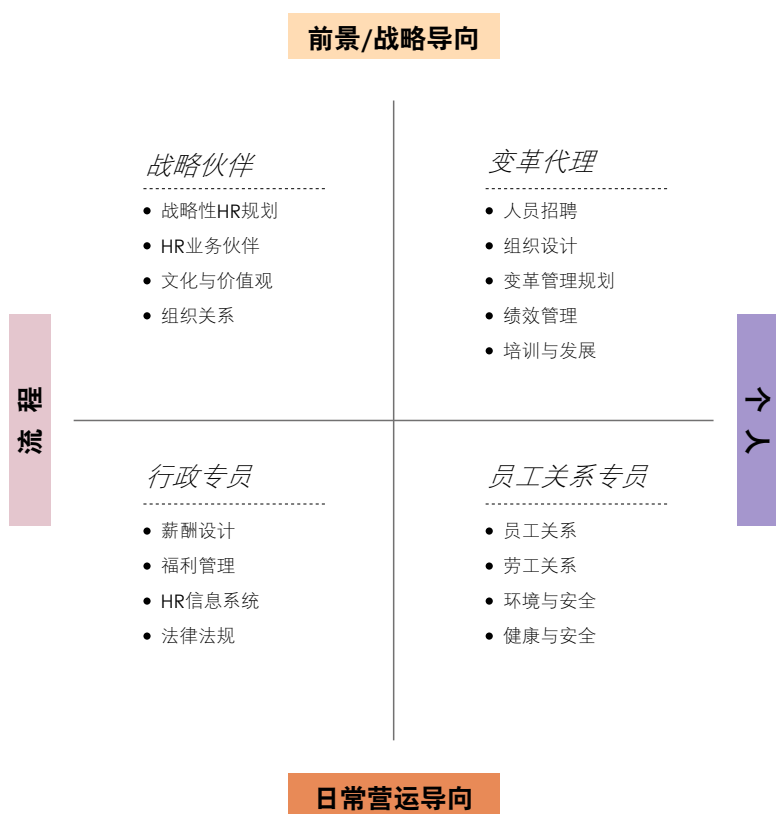 前景/战略导向
战略伙伴
战略性HR规划
HR业务伙伴
文化与价值观
组织关系
变革代理
人员招聘
组织设计
变革管理规划
绩效管理
培训与发展
流程
个人
行政专员
薪酬设计
福利管理
HR信息系统
法律法规
员工关系专员
员工关系
劳工关系
环境与安全
健康与安全
日常营运导向